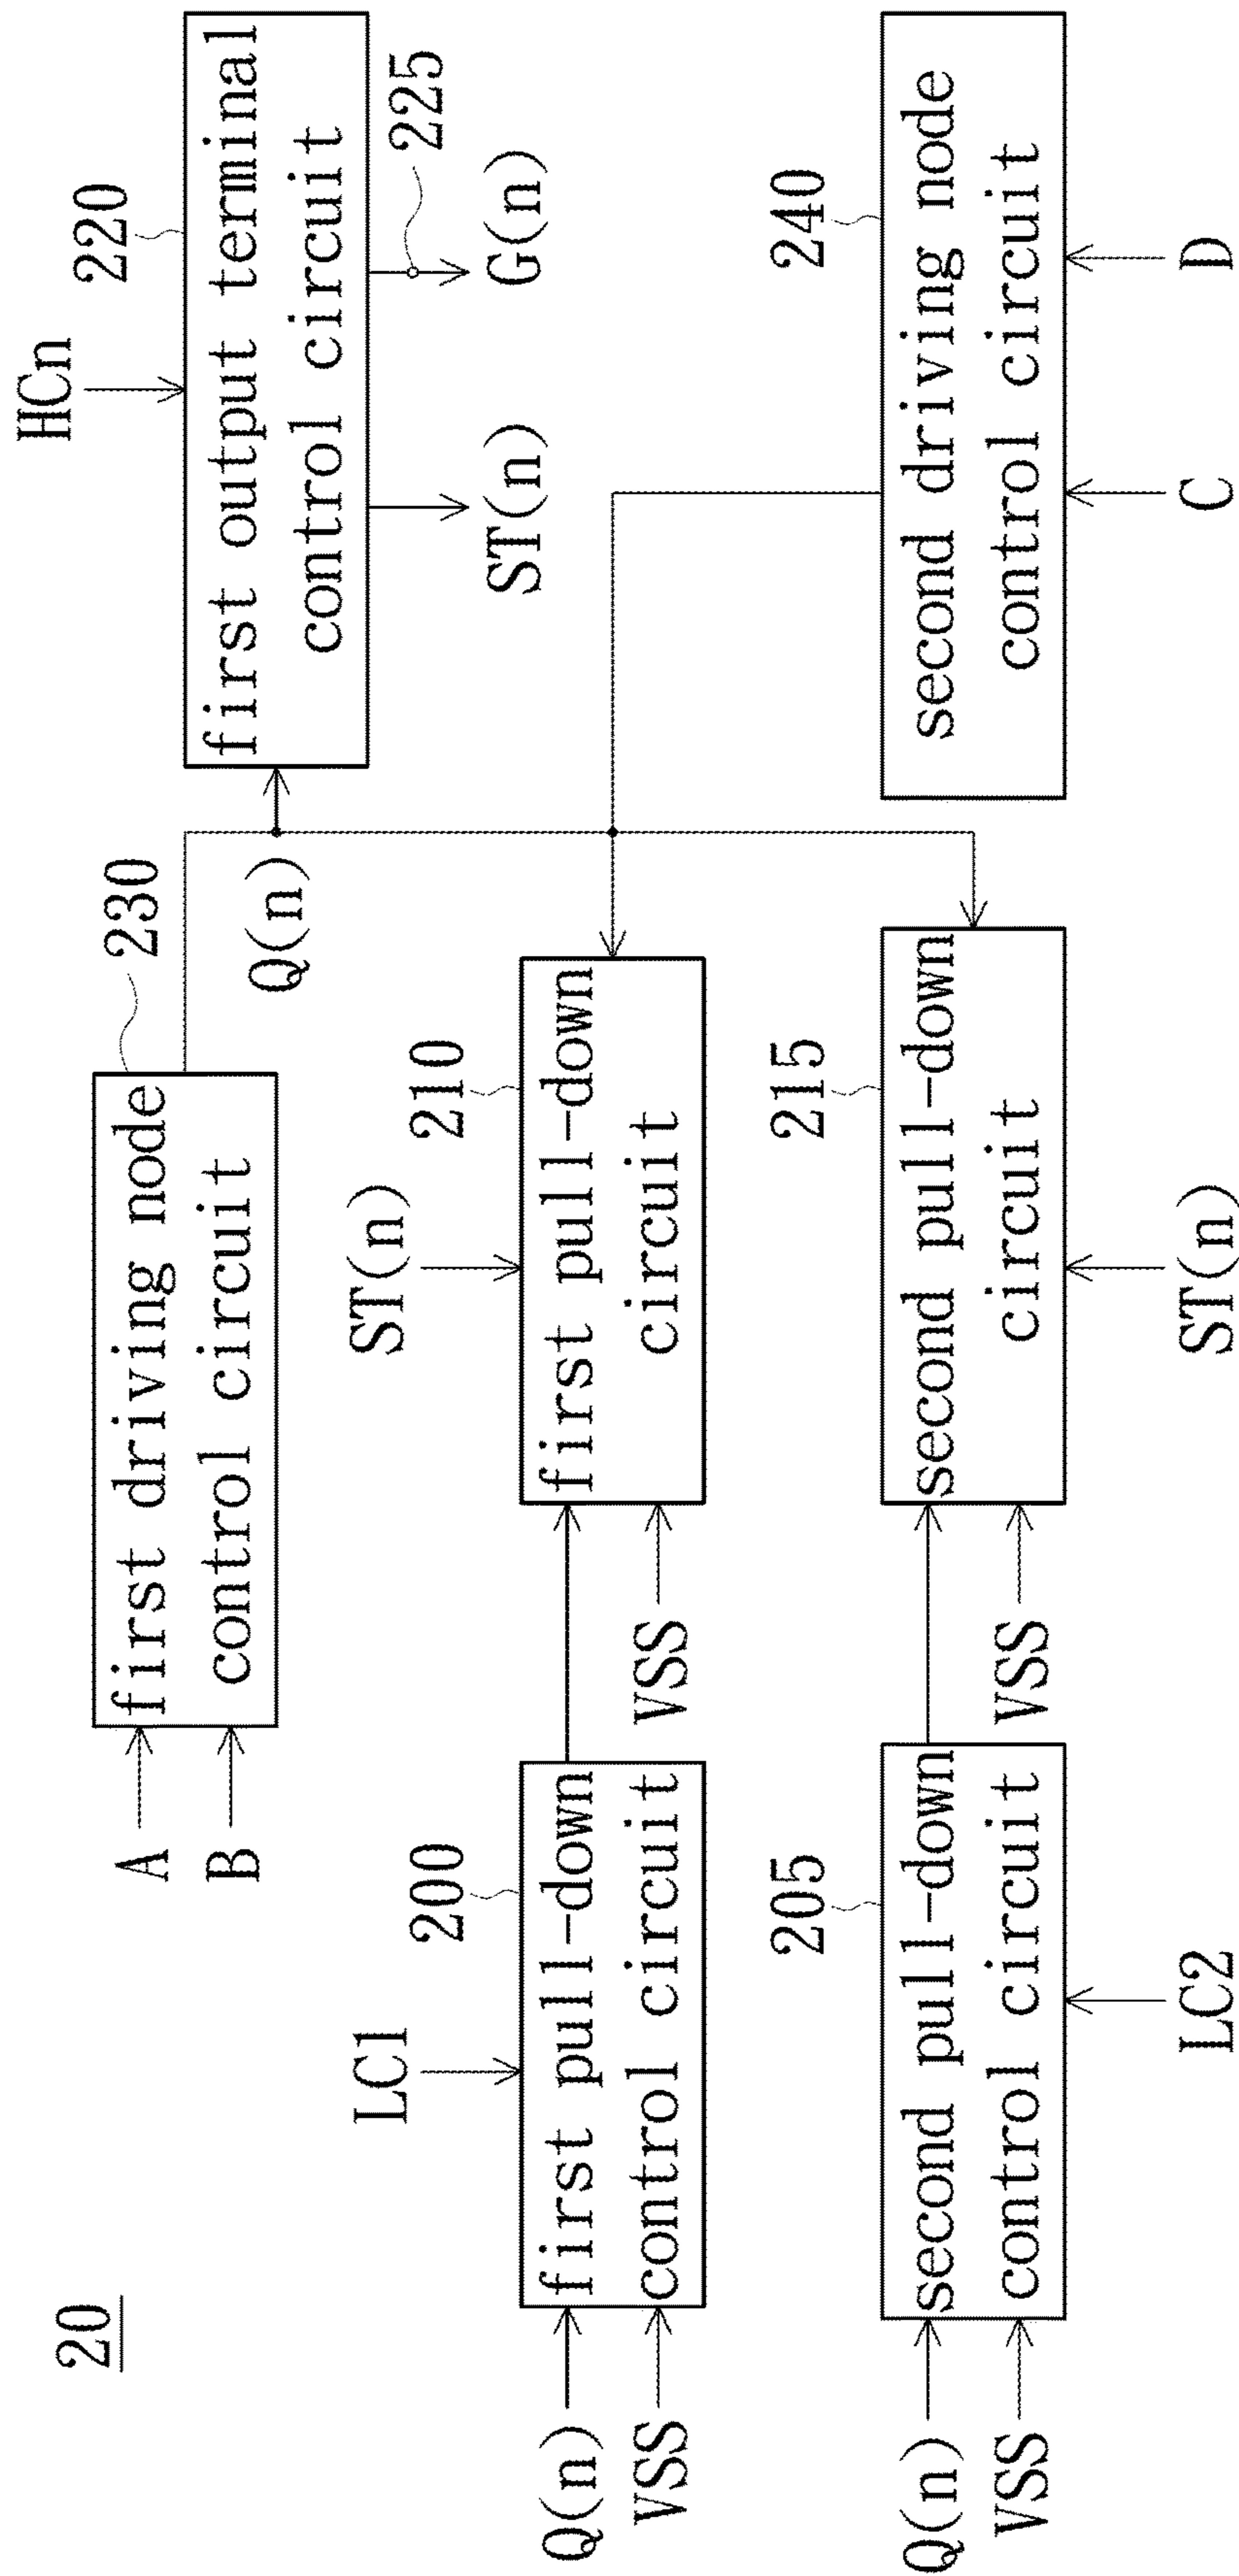 20
A
B
first driving node
control circuit
230
Q(n)
HCn
220
first output terminal
control circuit
ST(n)
G(n)
225
LC1
200
Q(n)
VSS
first pull-down
control circuit
ST(n)
210
VSS
first pull-down
circuit
205
Q(n)
VSS
second pull-down
control circuit
LC2
215
VSS
second pull-down
circuit
ST(n)
240
second driving node
control circuit
C
D